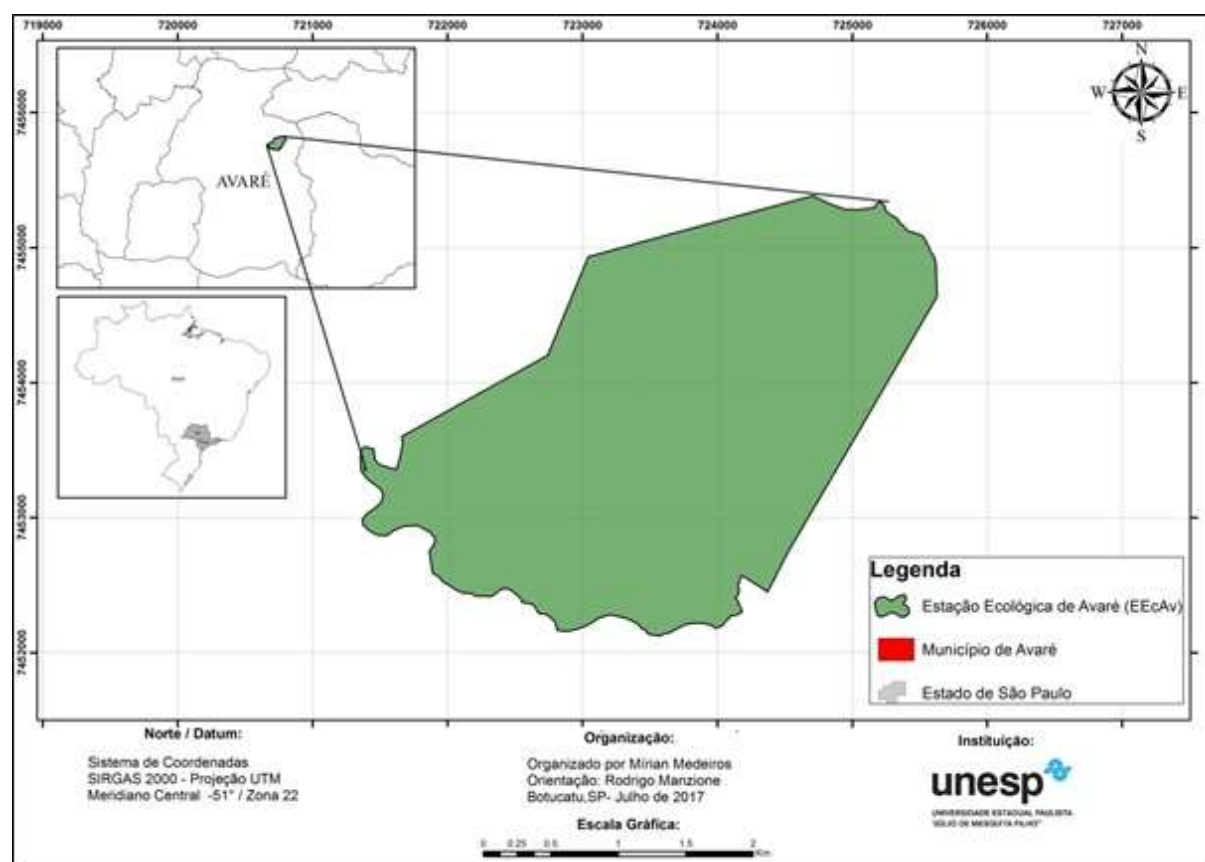 719000 720000 721000 722000 723000 724000 725000 726000 727000
7456000
7455000
7454000
7453000
7452000
N
W E
S
AVARÉ
Legenda
Estação Ecológica de Avaré (EEcAv)
Município de Avaré
Estado de São Paulo
Norte / Datum:
Sistema de Coordenadas
SIRGAS 2000 - Projeção UTM
Meridiano Central -51° / Zona 22
Organização:
Organizado por Mírian Medeiros
Orientação: Rodrigo Manzione
Botucatu,SP- Julho de 2017
Escala Gráfica:
0 0.25 0.5 1 1.5 2
Km
Instituição:
unesp
UNIVERSIDADE ESTADUAL PAULISTA
"JÚLIO DE MESQUITA FILHO"